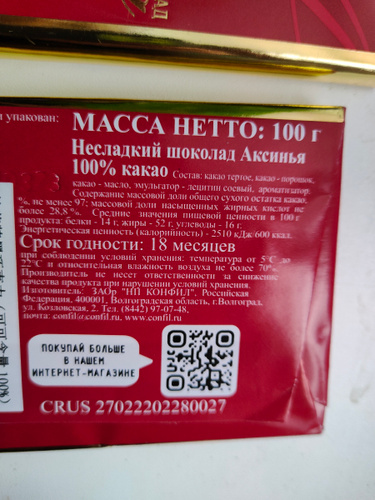 АД
упакован:
МАССА НЕТТО: 100 г
Несладкий шоколад Аксинья
100% какао Состав: какао тертое, какао - порошок,
какао - масло, эмульгатор - лецитин соевый, ароматизатор.
Содержание массовой доли общего сухого остатка какао,
%, не менее 97; массовой доли насыщенных жирных кислот не
более 28,8 %. Средние значения пищевой ценности в 100 г
продукта: белки - 14 г, жиры - 52 г, углеводы - 16 г.
Энергетическая ценность (калорийность) - 2510 кДж/600 ккал.
Срок годности: 18 месяцев
при соблюдении условий хранения: температура от 5°С до
22°С и относительная влажность воздуха не более 70%.
Производитель не несет ответственности за снижение
качества продукта при нарушении условий хранения.
Изготовитель: ЗАОр "НП КОНФИЛ", Российская
Федерация, 400001, Волгоградская область, г.Волгоград,
ул. Козловская, 2. Тел. (8442) 97-07-48,
почта: confil@confil.ru, www.confil.ru
ПОКУПАЙ БОЛЬШЕ
В НАШЕМ
ИНТЕРНЕТ-МАГАЗИНЕ
CRUS 27022202280027
100%)